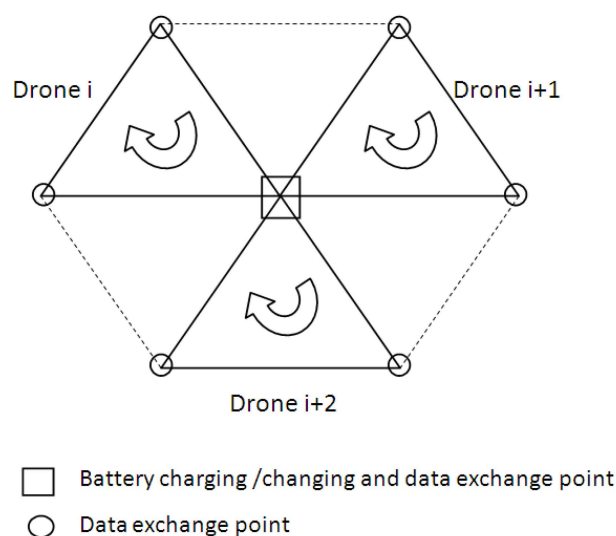 Drone i
Drone i+1
Drone i+2
Battery charging /changing and data exchange point
Data exchange point